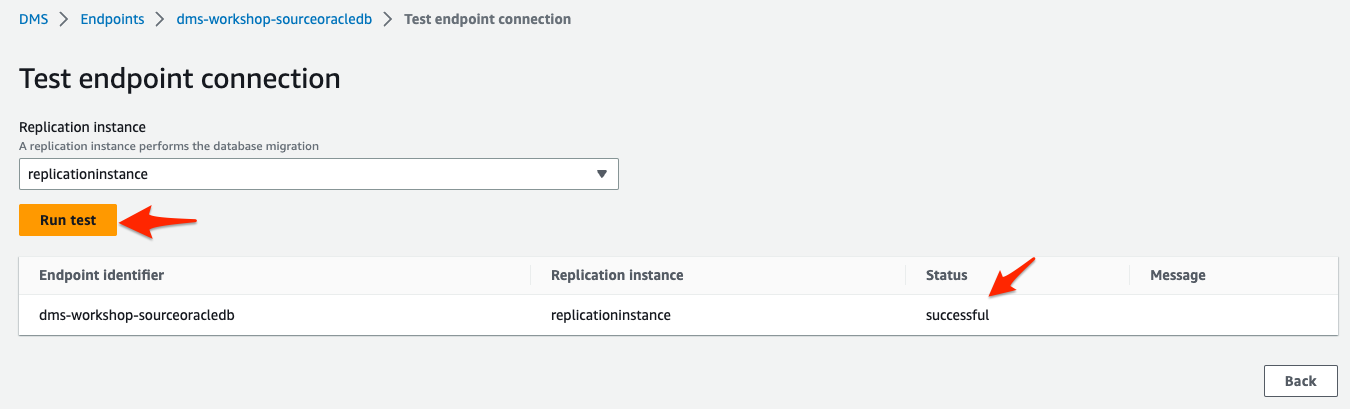 DMS > Endpoints > dms-workshop-sourceoracledb > Test endpoint connection
Test endpoint connection
Replication instance
A replication instance performs the database migration
replicationinstance
Run test
Endpoint identifier Replication instance Status Message
dms-workshop-sourceoracledb replicationinstance successful
Back